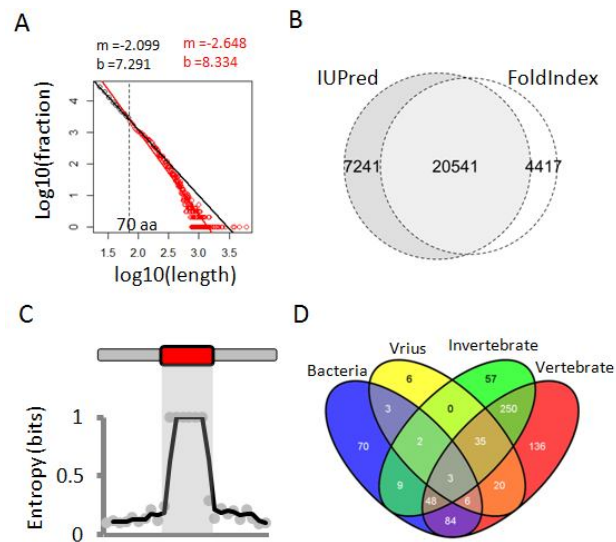 A
m =-2.099 m =-2.648
b =7.291 b =8.334
Log10(fraction)
4
3
2
1
0
70 aa
1.5 2.0 2.5 3.0 3.5
log10(length)
B
IUPred FoldIndex
7241 20541 4417
C
Entropy (bits)
1
0.5
0
D
Bacteria Vrius Invertebrate Vertebrate
6 57
3 0 250
70 2 35 136
9 3 20
48 6
84